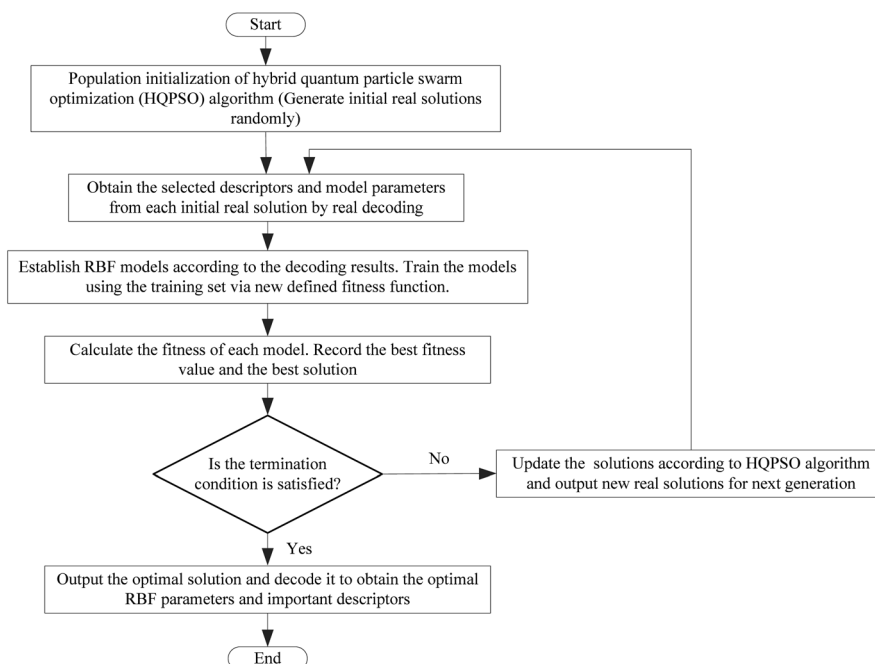 Start
Population initialization of hybrid quantum particle swarm
optimization (HQPSO) algorithm (Generate initial real solutions
randomly)
Obtain the selected descriptors and model parameters
from each initial real solution by real decoding
Establish RBF models according to the decoding results. Train the models
using the training set via new defined fitness function.
Calculate the fitness of each model. Record the best fitness
value and the best solution
Is the termination
condition is satisfied?
No
Update the solutions according to HQPSO algorithm
and output new real solutions for next generation
Yes
Output the optimal solution and decode it to obtain the optimal
RBF parameters and important descriptors
End